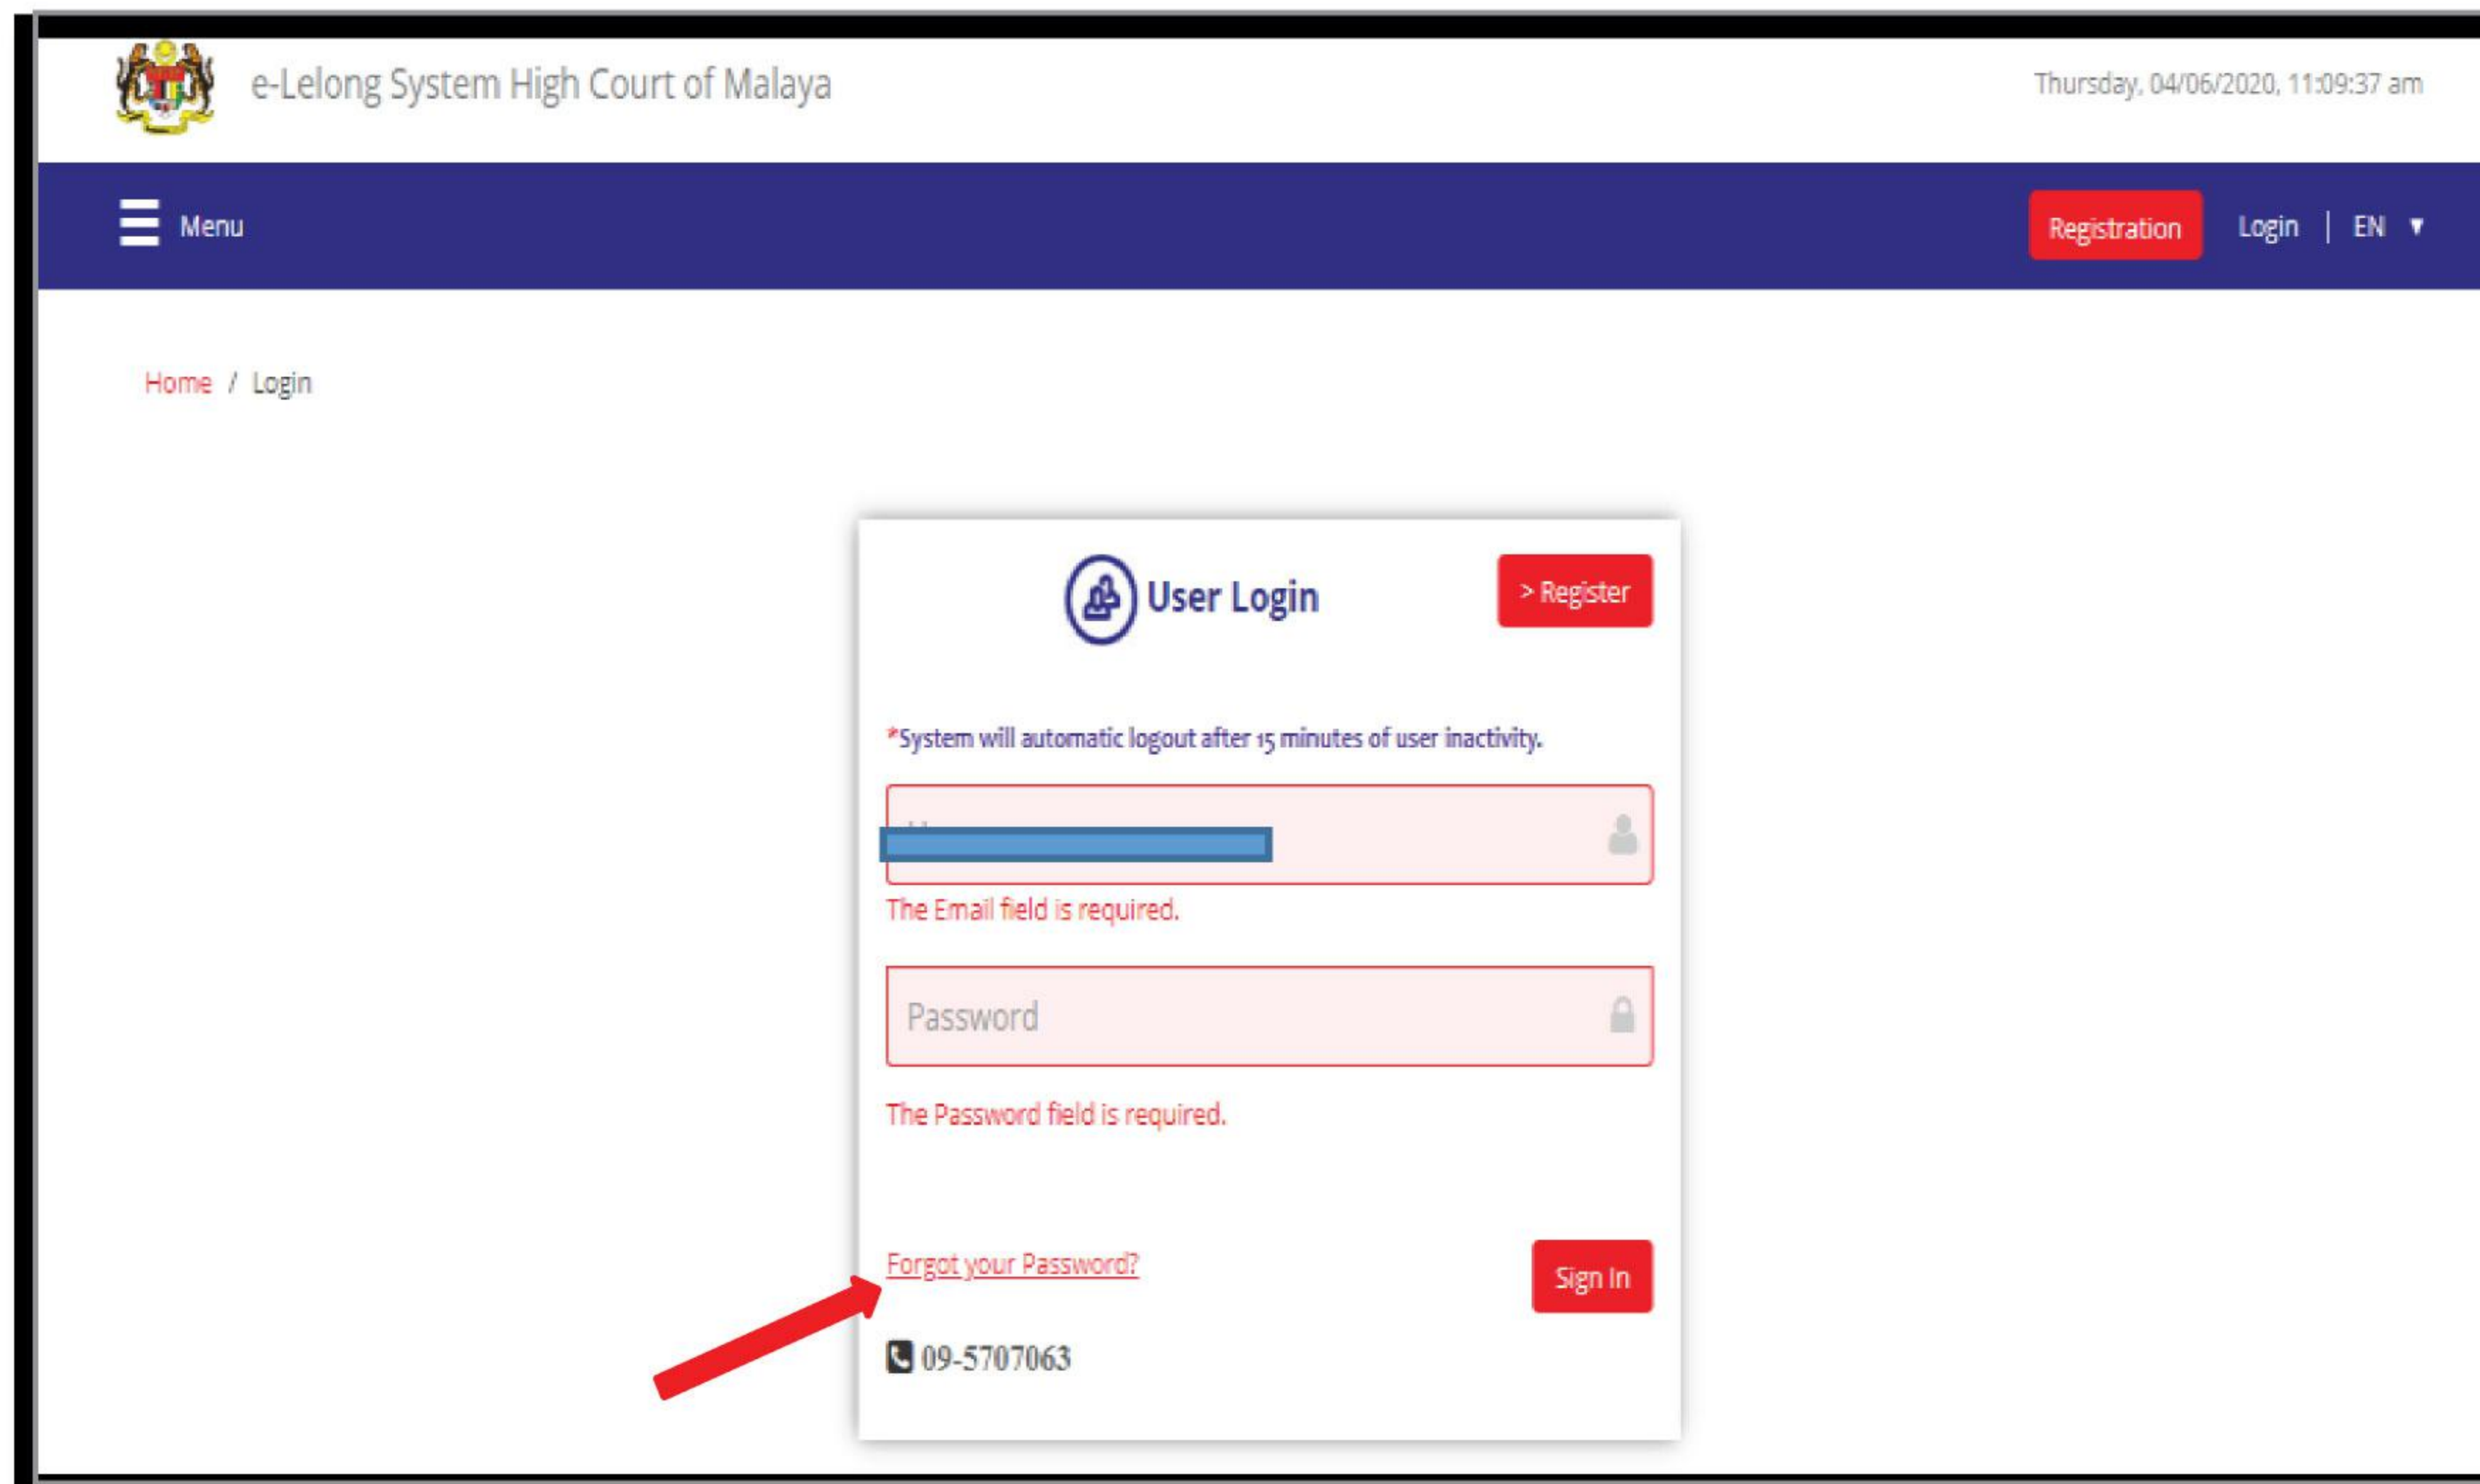 e-Lelong System High Court of Malaya
Thursday, 04/06/2020, 11:09:37 am
Menu
Registration Login | EN
Home / Login
User Login
> Register
*System will automatic logout after 15 minutes of user inactivity.
The Email field is required.
Password
The Password field is required.
Forgot your Password?
Sign In
09-5707063